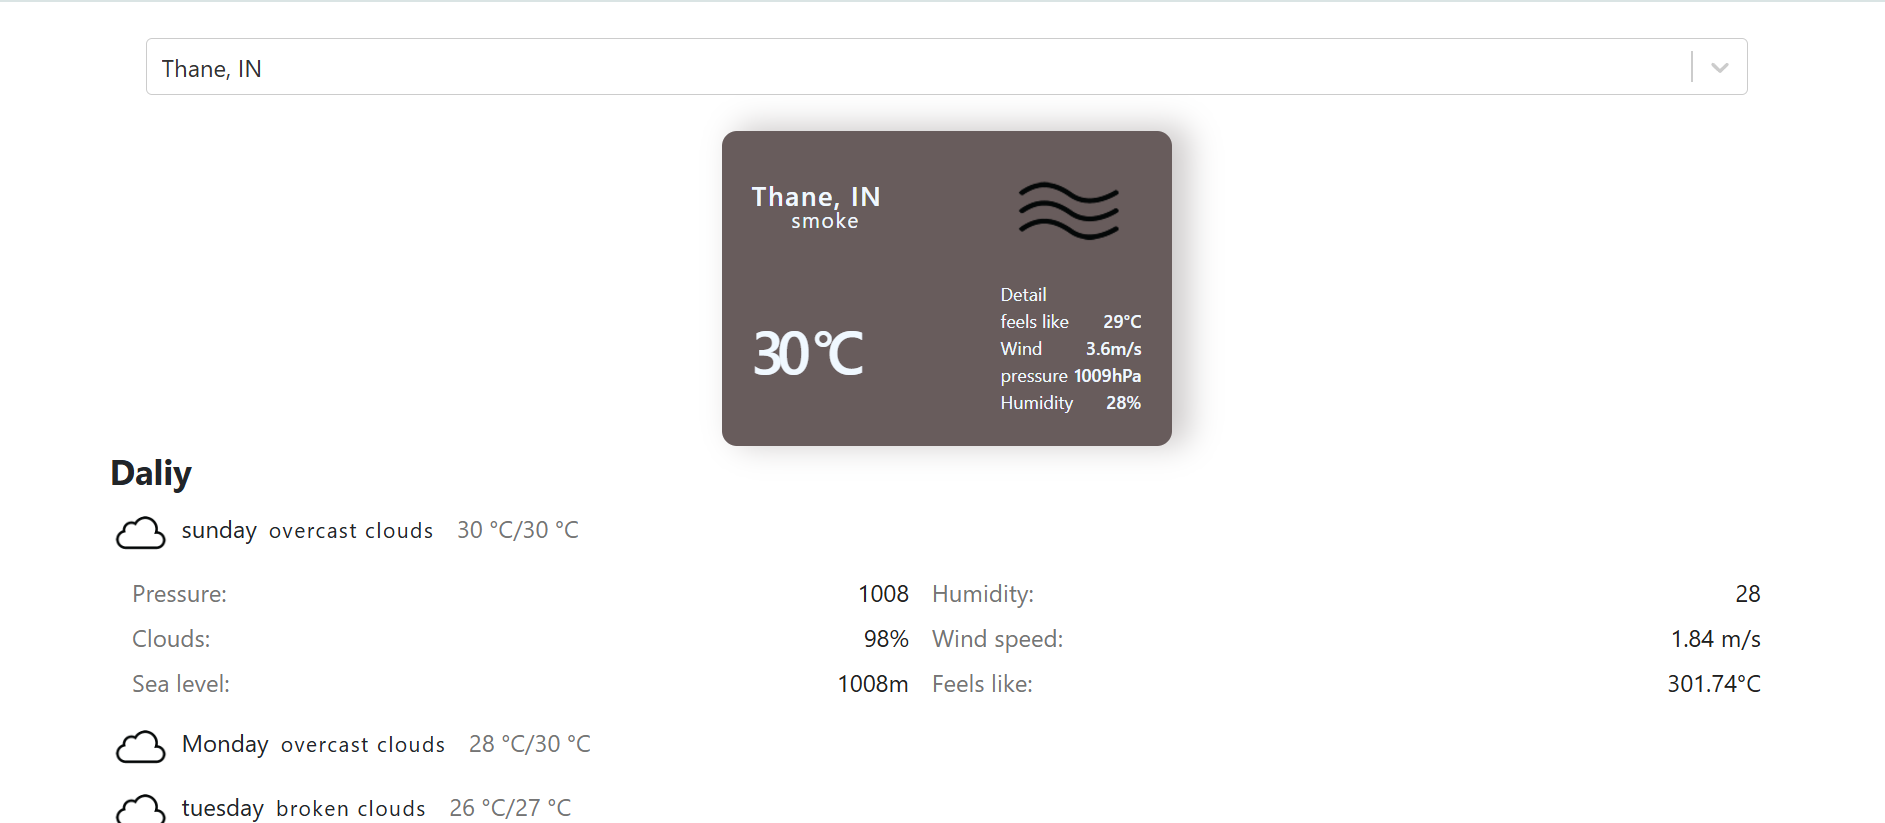 Thane, IN
Thane, IN
smoke
30°C
Detail
feels like 29°C
Wind 3.6m/s
pressure 1009hPa
Humidity 28%
Daliy
sunday overcast clouds 30 °C/30 °C
Pressure: 1008 Humidity: 28
Clouds: 98% Wind speed: 1.84 m/s
Sea level: 1008m Feels like: 301.74°C
Monday overcast clouds 28 °C/30 °C
tuesday broken clouds 26 °C/27 °C